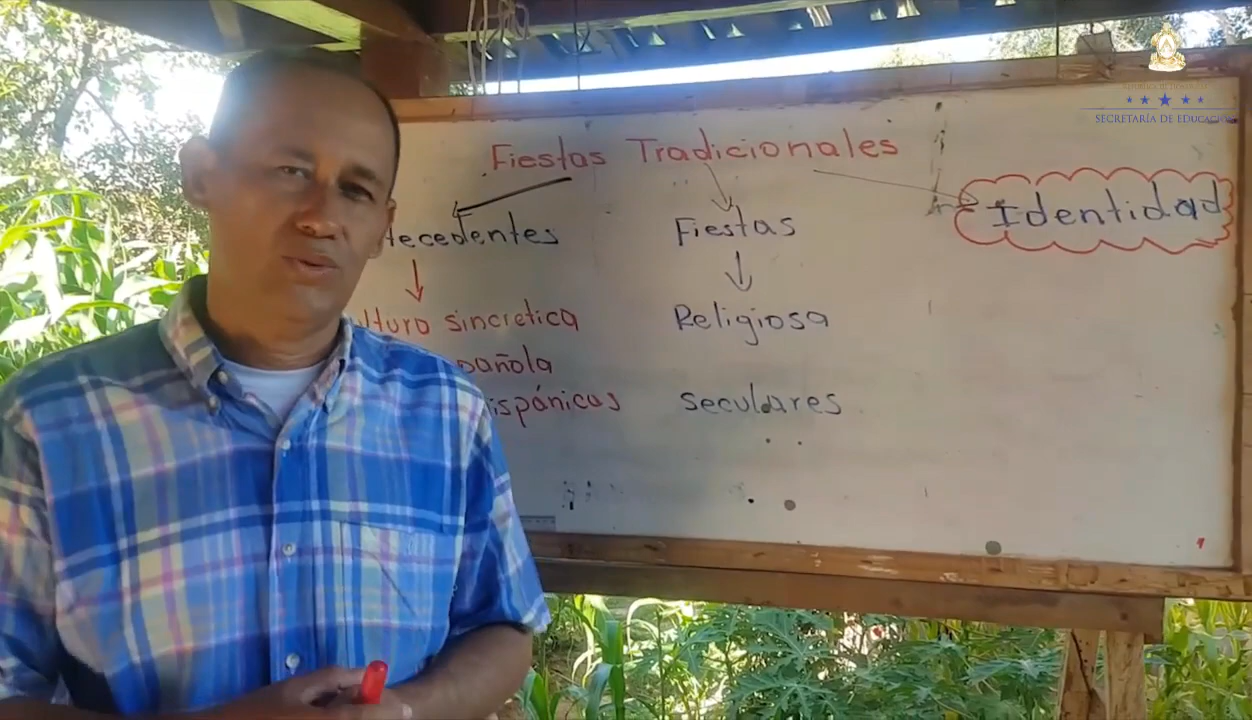 Fiestas Tradicionales
tecedentes
Fiestas
Identidad
ltura sincretica
Religiosa
pañola
ispánicas
seculares
SECRETARÍA DE EDUCACIÓN